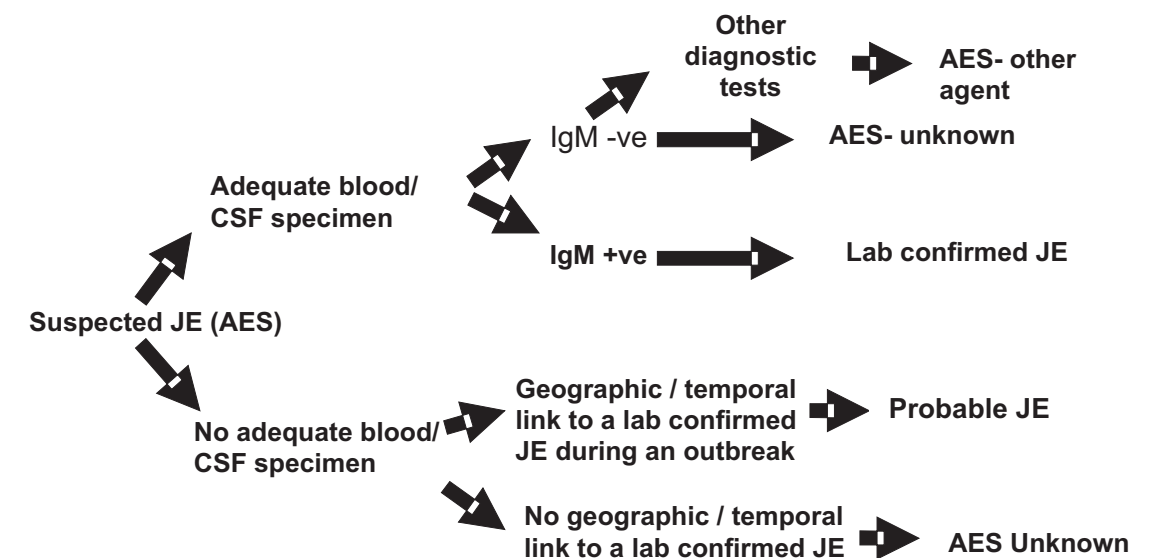 Other
diagnostic
tests
AES- other
agent
IgM -ve
AES- unknown
Adequate blood/
CSF specimen
IgM +ve
Lab confirmed JE
Suspected JE (AES)
Geographic / temporal
link to a lab confirmed
JE during an outbreak
Probable JE
No adequate blood/
CSF specimen
No geographic / temporal
link to a lab confirmed JE
AES Unknown